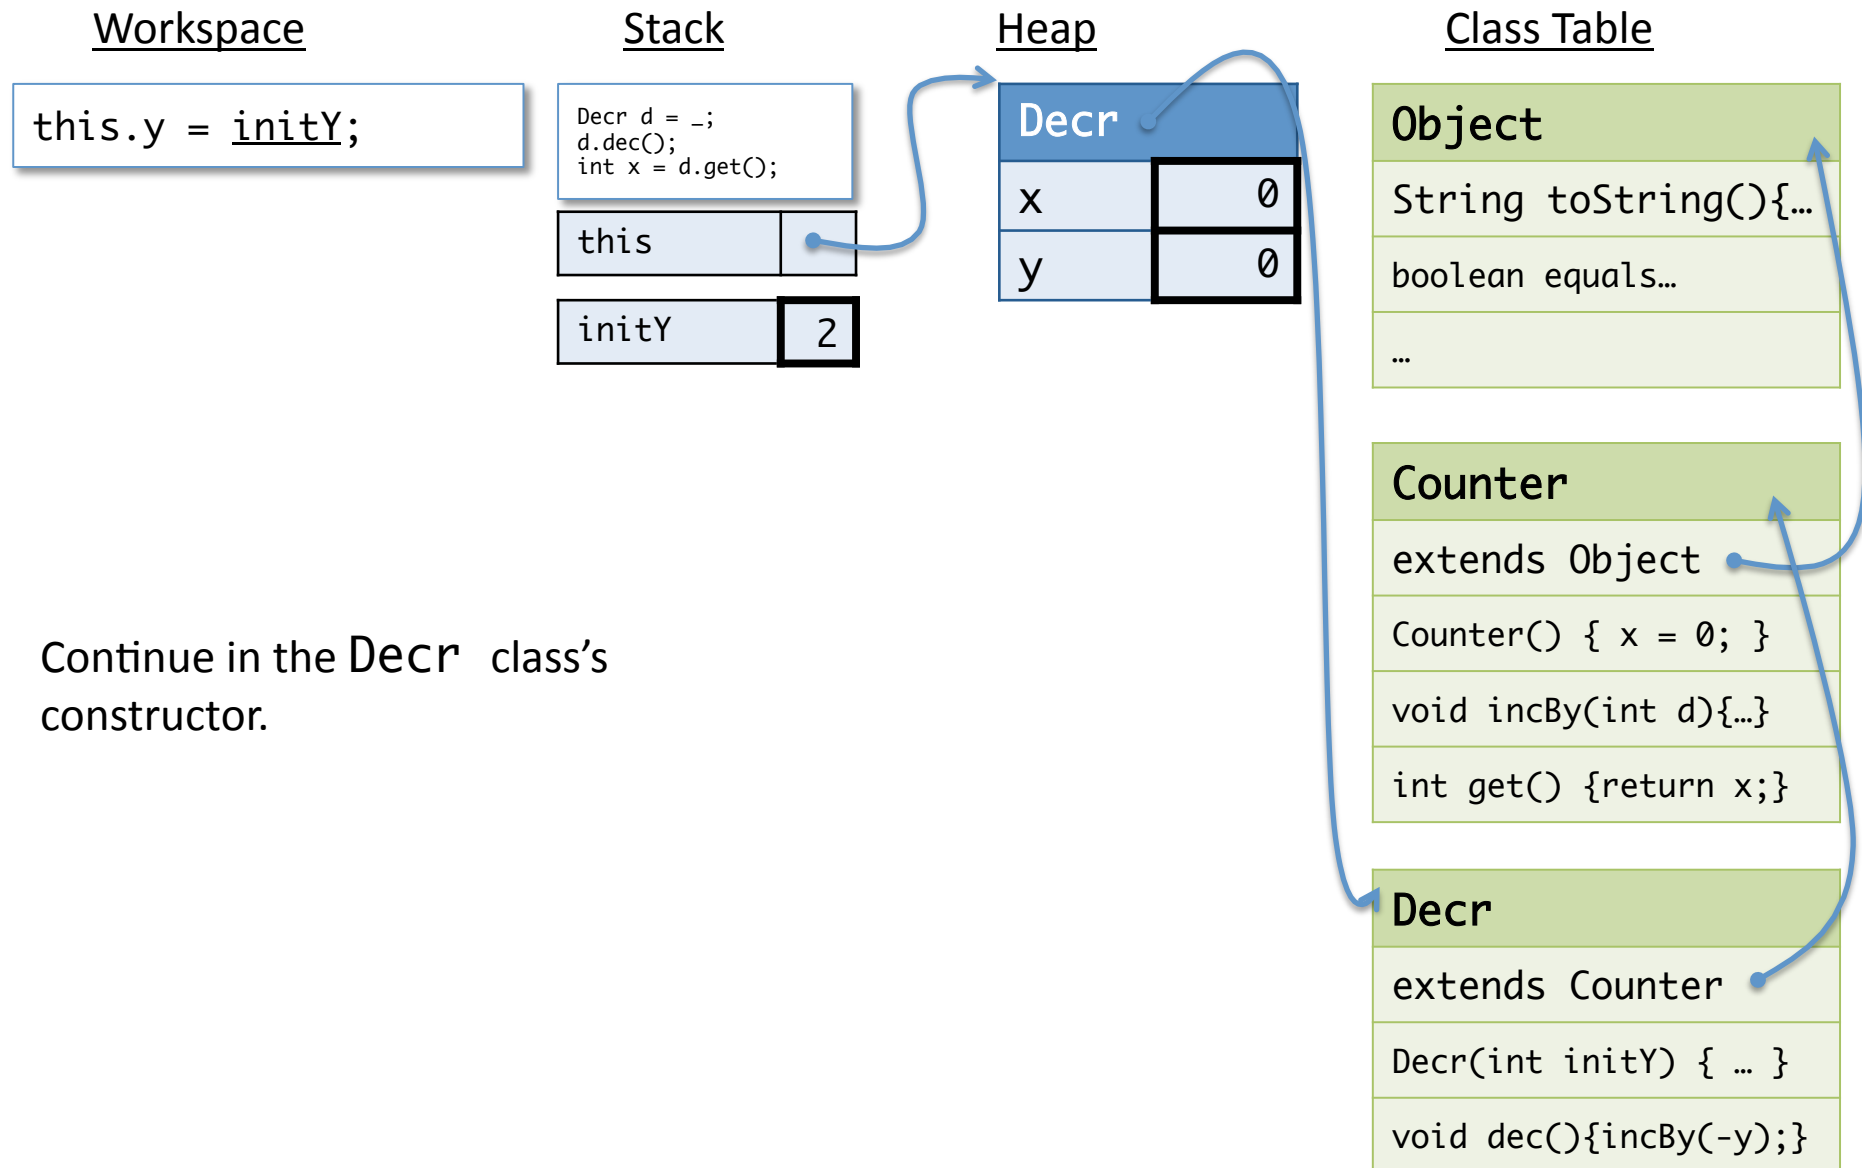 Workspace
Stack
Heap
Class Table
this.y = initY;
Decr d = _;
d.dec();
int x = d.get();
this
initY 2
Decr
x 0
y 0
Object
String toString(){…
boolean equals…
…
Counter
extends Object
Counter() { x = 0; }
void incBy(int d){…}
int get() {return x;}
Decr
extends Counter
Decr(int initY) { … }
void dec(){incBy(-y);}
Continue in the Decr class’s
constructor.